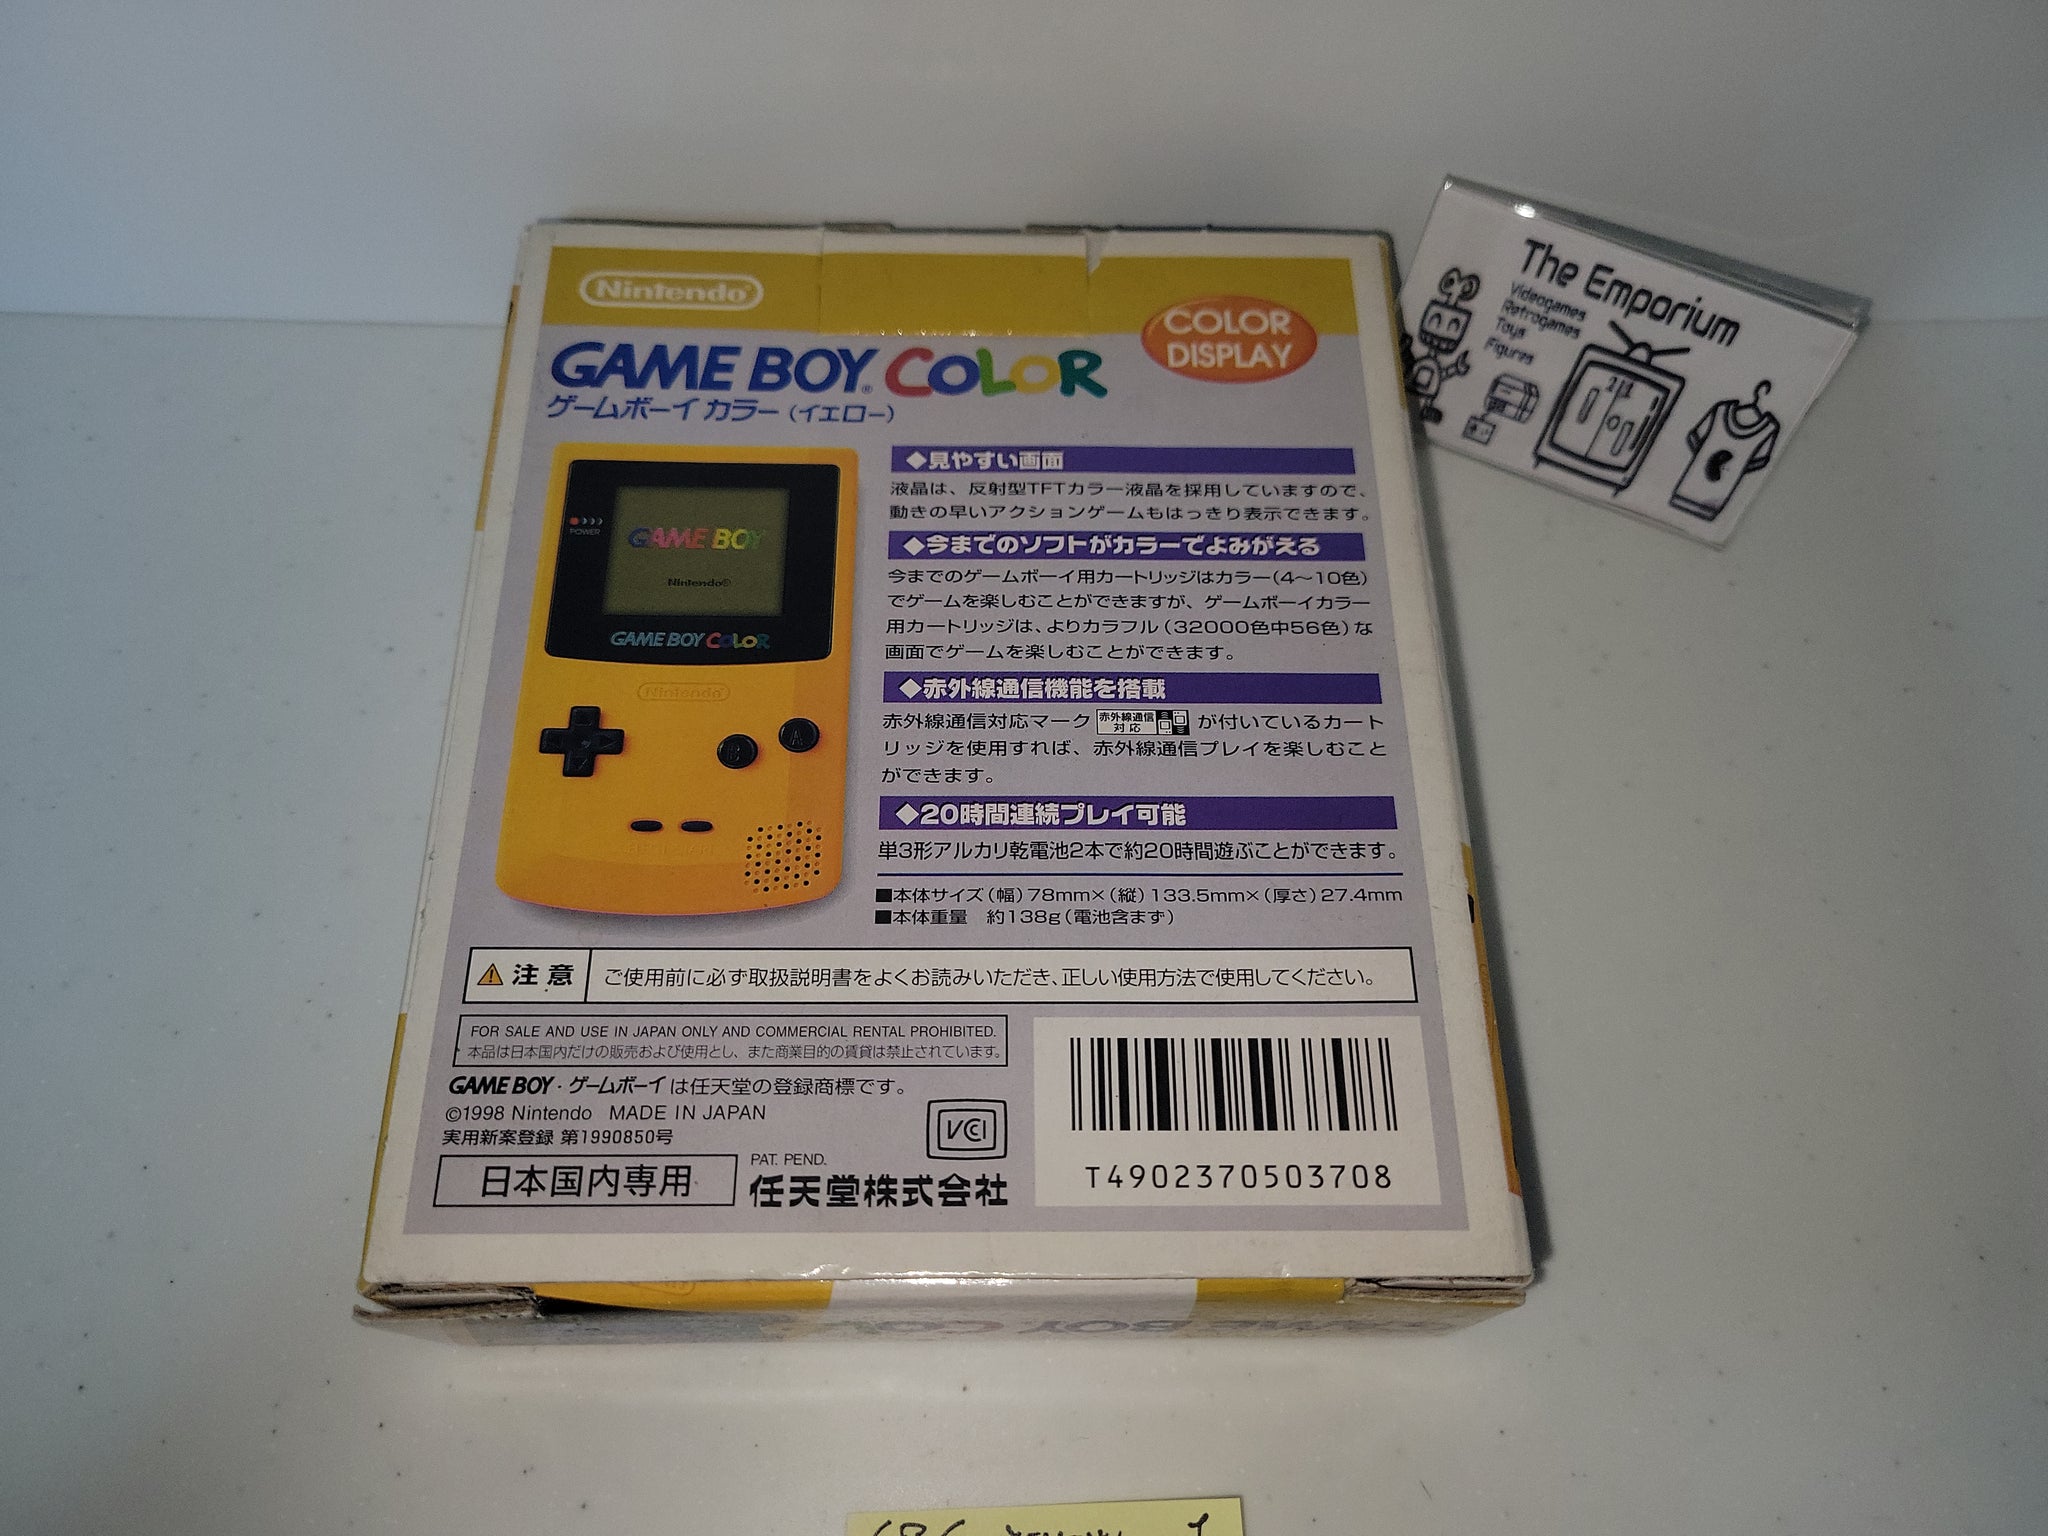 Nintendo
COLOR
DISPLAY
GAME BOY® COLOR
ゲームボーイ カラー（イエロー）
POWER
GAME BOY
Nintendo®
GAME BOY COLOR
Nintendo
B
A
◆見やすい画面
液晶は、反射型TFTカラー液晶を採用していますので、
動きの早いアクションゲームもはっきり表示できます。
◆今までのソフトがカラーでよみがえる
今までのゲームボーイ用カートリッジはカラー（4～10色）
でゲームを楽しむことができますが、ゲームボーイカラー
用カートリッジは、よりカラフル（32000色中56色）な
画面でゲームを楽しむことができます。
◆赤外線通信機能を搭載
赤外線通信対応マーク 赤外線通信対応 が付いているカート
リッジを使用すれば、赤外線通信プレイを楽しむこと
ができます。
◆20時間連続プレイ可能
単3形アルカリ乾電池2本で約20時間遊ぶことができます。
■本体サイズ（幅）78mm×（縦）133.5mm×（厚さ）27.4mm
■本体重量　約138g（電池含まず）
注意 ご使用前に必ず取扱説明書をよくお読みいただき、正しい使用方法で使用してください。
FOR SALE AND USE IN JAPAN ONLY AND COMMERCIAL RENTAL PROHIBITED.
本品は日本国内だけの販売および使用とし、また商業目的の賃貸は禁止されています。
GAME BOY・ゲームボーイは任天堂の登録商標です。
©1998 Nintendo MADE IN JAPAN
実用新案登録 第1990850号
VCI
日本国内専用
PAT. PEND.
任天堂株式会社
T4902370503708
The Emporium
Videogames
Retrogames
Toys
Figures